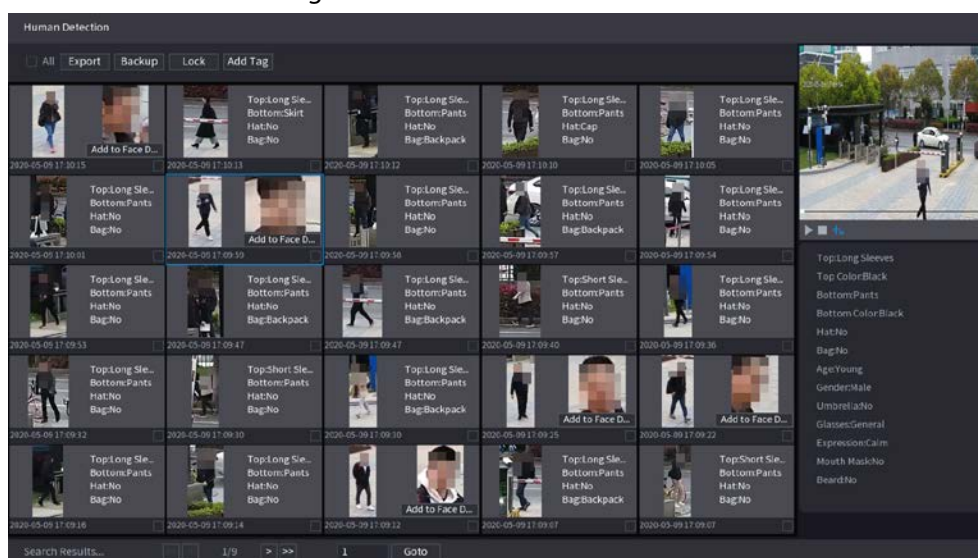 Human Detection
All Export Backup Lock Add Tag
Add to Face D...
2020-05-09 17:10:15
Top:Long Sle...
Bottom:Skirt
Hat:No
Bag:No
2020-05-09 17:10:13
Top:Long Sle...
Bottom:Pants
Hat:No
Bag:Backpack
2020-05-09 17:10:12
Top:Long Sle...
Bottom:Pants
Hat:Cap
Bag:No
2020-05-09 17:10:10
Top:Long Sle...
Bottom:Pants
Hat:No
Bag:No
2020-05-09 17:10:05
Top:Long Sle...
Bottom:Pants
Hat:No
Bag:No
2020-05-09 17:10:01
Add to Face D...
2020-05-09 17:09:59
Top:Long Sle...
Bottom:Pants
Hat:No
Bag:No
2020-05-09 17:09:58
Top:Long Sle...
Bottom:Pants
Hat:No
Bag:Backpack
2020-05-09 17:09:57
Top:Long Sle...
Bottom:Pants
Hat:No
Bag:No
2020-05-09 17:09:54
Top:Long Sle...
Bottom:Pants
Hat:No
Bag:No
2020-05-09 17:09:53
Top:Long Sle...
Bottom:Pants
Hat:No
Bag:Backpack
2020-05-09 17:09:47
Top:Long Sle...
Bottom:Pants
Hat:No
Bag:Backpack
2020-05-09 17:09:47
Top:Short Sle...
Bottom:Pants
Hat:No
Bag:No
2020-05-09 17:09:40
Top:Long Sle...
Bottom:Pants
Hat:No
Bag:No
2020-05-09 17:09:36
Top:Long Sle...
Bottom:Pants
Hat:No
Bag:No
2020-05-09 17:09:32
Top:Short Sle...
Bottom:Pants
Hat:No
Bag:No
2020-05-09 17:09:30
Top:Long Sle...
Bottom:Pants
Hat:No
Bag:Backpack
2020-05-09 17:09:30
Add to Face D...
2020-05-09 17:09:25
Add to Face D...
2020-05-09 17:09:22
Top:Long Sle...
Bottom:Pants
Hat:No
Bag:No
2020-05-09 17:09:16
Top:Long Sle...
Bottom:Pants
Hat:No
Bag:No
2020-05-09 17:09:14
Add to Face D...
2020-05-09 17:09:12
Top:Long Sle...
Bottom:Pants
Hat:No
Bag:Backpack
2020-05-09 17:09:07
Top:Short Sle...
Bottom:Pants
Hat:No
Bag:No
2020-05-09 17:09:07
Top:Long Sleeves
Top Color:Black
Bottom:Pants
Bottom Color:Black
Hat:No
Bag:No
Age:Young
Gender:Male
Umbrella:No
Glasses:General
Expression:Calm
Mouth Mask:No
Beard:No
Search Results... 1/9 > >> 1 Goto